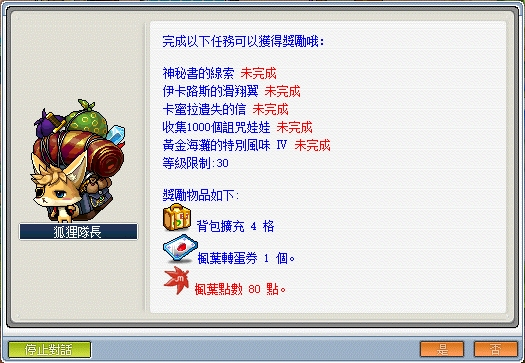 完成以下任務可以獲得獎勵哦:
神秘書的線索 未完成
伊卡路斯的滑翔翼 未完成
卡蜜拉遺失的信 未完成
收集1000個詛咒娃娃 未完成
黃金海灘的特別風味 IV 未完成
等級限制:30
獎勵物品如下:
背包擴充 4 格
楓葉轉蛋券 1 個。
楓葉點數 80 點。
狐狸隊長
停止對話
是
否